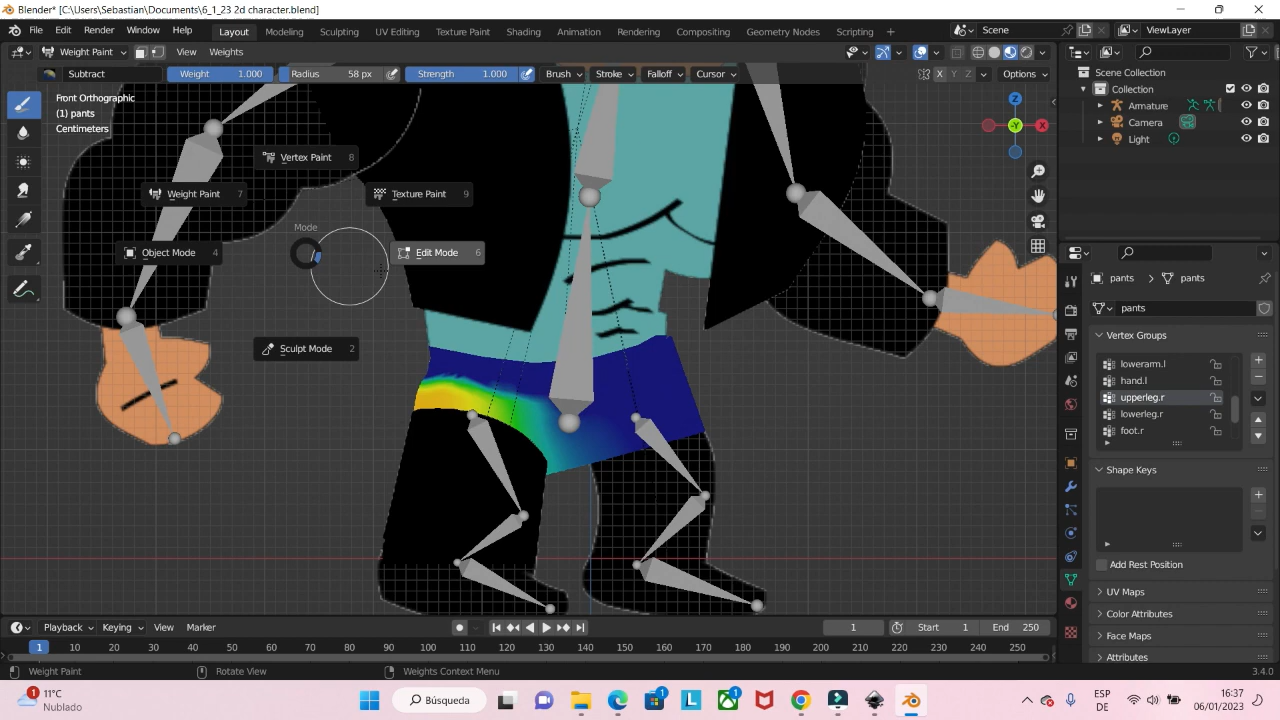 Blender* [C:\Users\Sebastian\Documents\6_1_23 2d character.blend]
File Edit Render Window Help Layout Modeling Sculpting UV Editing Texture Paint Shading Animation Rendering Compositing Geometry Nodes Scripting Scene ViewLayer
Weight Paint View Weights
Subtract Weight 1.000 Radius 58 px Strength 1.000 Brush Stroke Falloff Cursor X Y Z Options
Front Orthographic
(1) pants
Centimeters
Z
X
-Y
Vertex Paint 8
Weight Paint 7
Texture Paint 9
Mode
Object Mode 4
Edit Mode 6
Sculpt Mode 2
Scene Collection
Collection
Armature
Camera
Light
pants > pants
pants
Vertex Groups
lowerarm.l
hand.l
upperleg.r
lowerleg.r
foot.r
Shape Keys
Add Rest Position
UV Maps
Color Attributes
Face Maps
Attributes
Playback Keying View Marker 1 Start 1 End 250
1 10 20 30 40 50 60 70 80 90 100 110 120 130 140 150 160 170 180 190 200 210 220 230 240 250
Weight Paint Rotate View Weights Context Menu 3.4.0
1 11°C
Nublado
Búsqueda
1
1
ESP
DE
16:37
06/01/2023